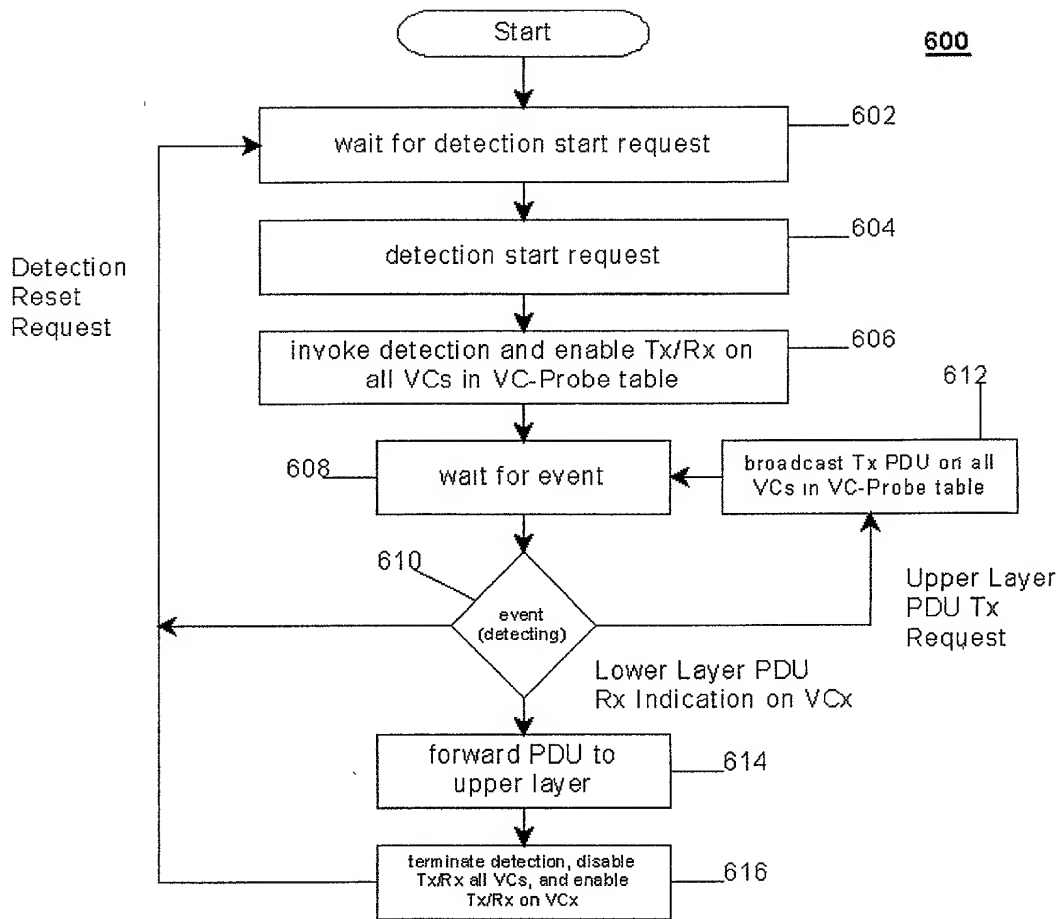 Start
600
wait for detection start request
602
detection start request
604
Detection
Reset
Request
invoke detection and enable Tx/Rx on
all VCs in VC-Probe table
606
612
608
wait for event
broadcast Tx PDU on all
VCs in VC-Probe table
610
event
(detecting)
Upper Layer
PDU Tx
Request
Lower Layer PDU
Rx Indication on VCx
forward PDU to
upper layer
614
terminate detection, disable
Tx/Rx all VCs, and enable
Tx/Rx on VCx
616